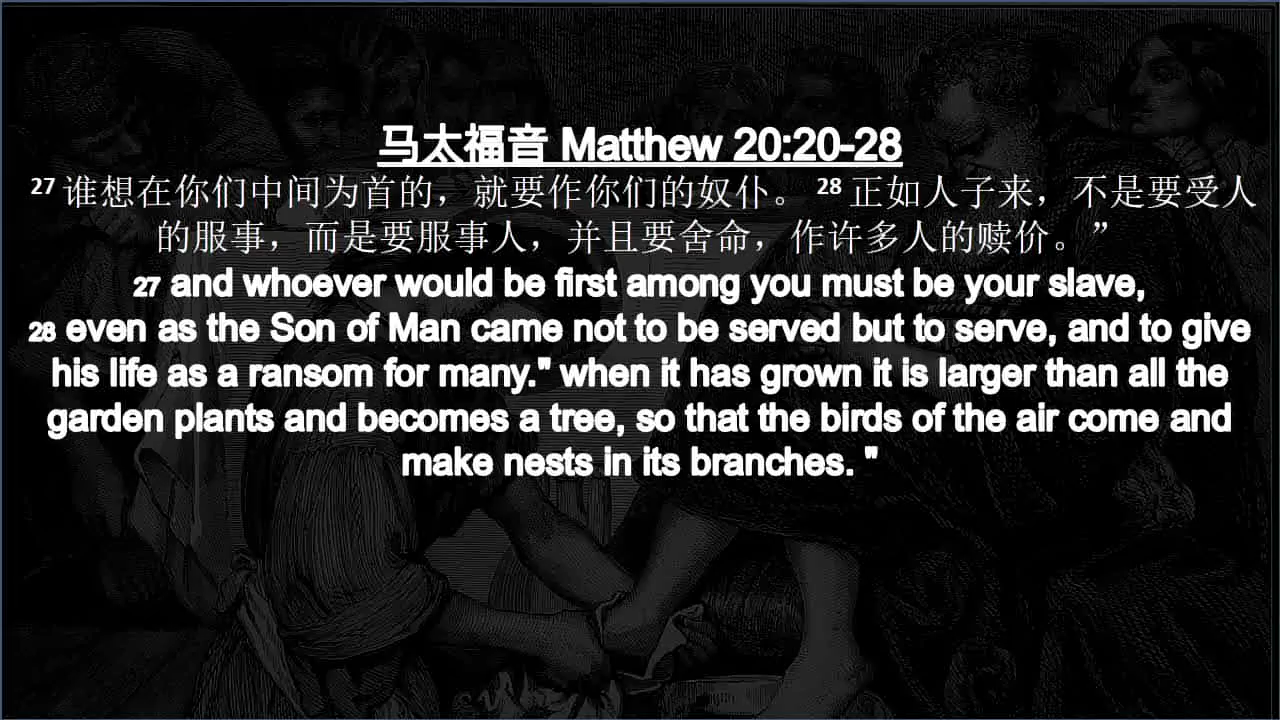 马太福音 Matthew 20:20-28
27 谁想在你们中间为首的，就要作你们的奴仆。 28 正如人子来，不是要受人
的服事，而是要服事人，并且要舍命，作许多人的赎价。”
27 and whoever would be first among you must be your slave,
28 even as the Son of Man came not to be served but to serve, and to give
his life as a ransom for many." when it has grown it is larger than all the
garden plants and becomes a tree, so that the birds of the air come and
make nests in its branches. "